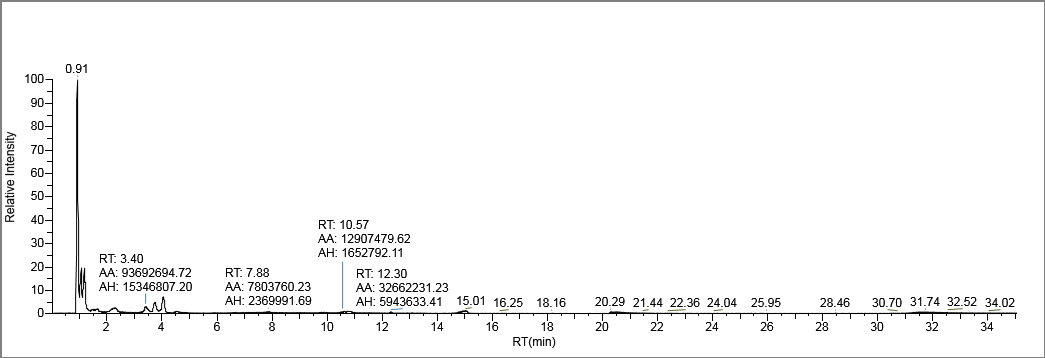 0.91
100
90
80
70
60
50
40
30
20
10
0
Relative Intensity
RT: 3.40
AA: 93692694.72
AH: 15346807.20
RT: 7.88
AA: 7803760.23
AH: 2369991.69
RT: 10.57
AA: 12907479.62
AH: 1652792.11
RT: 12.30
AA: 32662231.23
AH: 5943633.41
15.01 16.25 18.16 20.29 21.44 22.36 24.04 25.95 28.46 30.70 31.74 32.52 34.02
2 4 6 8 10 12 14 16 18 20 22 24 26 28 30 32 34
RT(min)